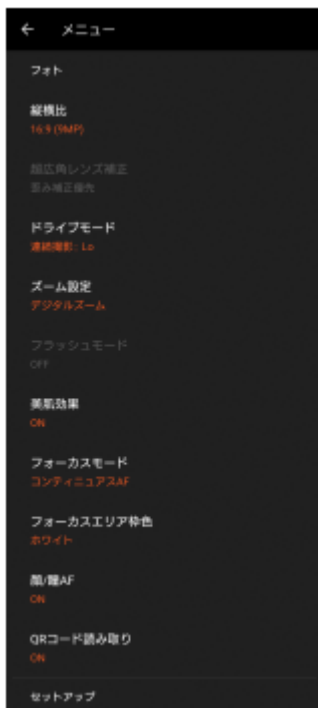 ← メニュー
フォト
縦横比
16:9 (9MP)
超広角レンズ補正
歪み補正優先
ドライブモード
連続撮影: Lo
ズーム設定
デジタルズーム
フラッシュモード
OFF
美肌効果
ON
フォーカスモード
コンティニュアスAF
フォーカスエリア枠色
ホワイト
顔/瞳AF
ON
QRコード読み取り
ON
セットアップ